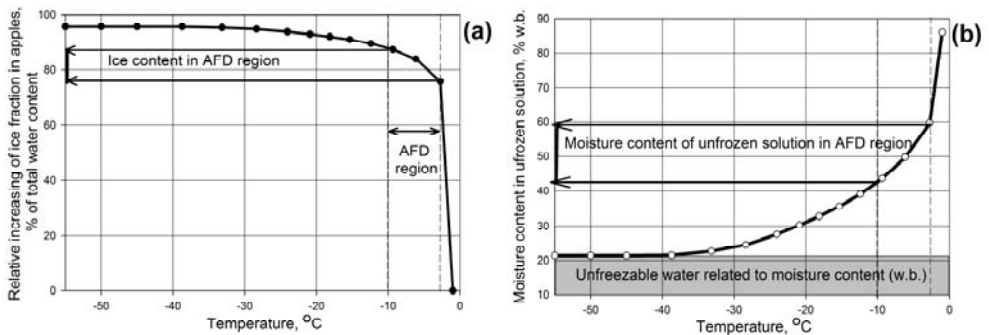 (a)
Relative increasing of ice fraction in apples,
% of total water content
100
80
60
40
20
0
Ice content in AFD region
AFD
region
-50
-40
-30
-20
-10
0
Temperature, °C
(b)
Moisture content in ufrozen solution, % w.b.
90
80
70
60
50
40
30
20
10
Moisture content of unfrozen solution in AFD region
Unfreezable water related to moisture content (w.b.)
-50
-40
-30
-20
-10
0
Temperature, °C